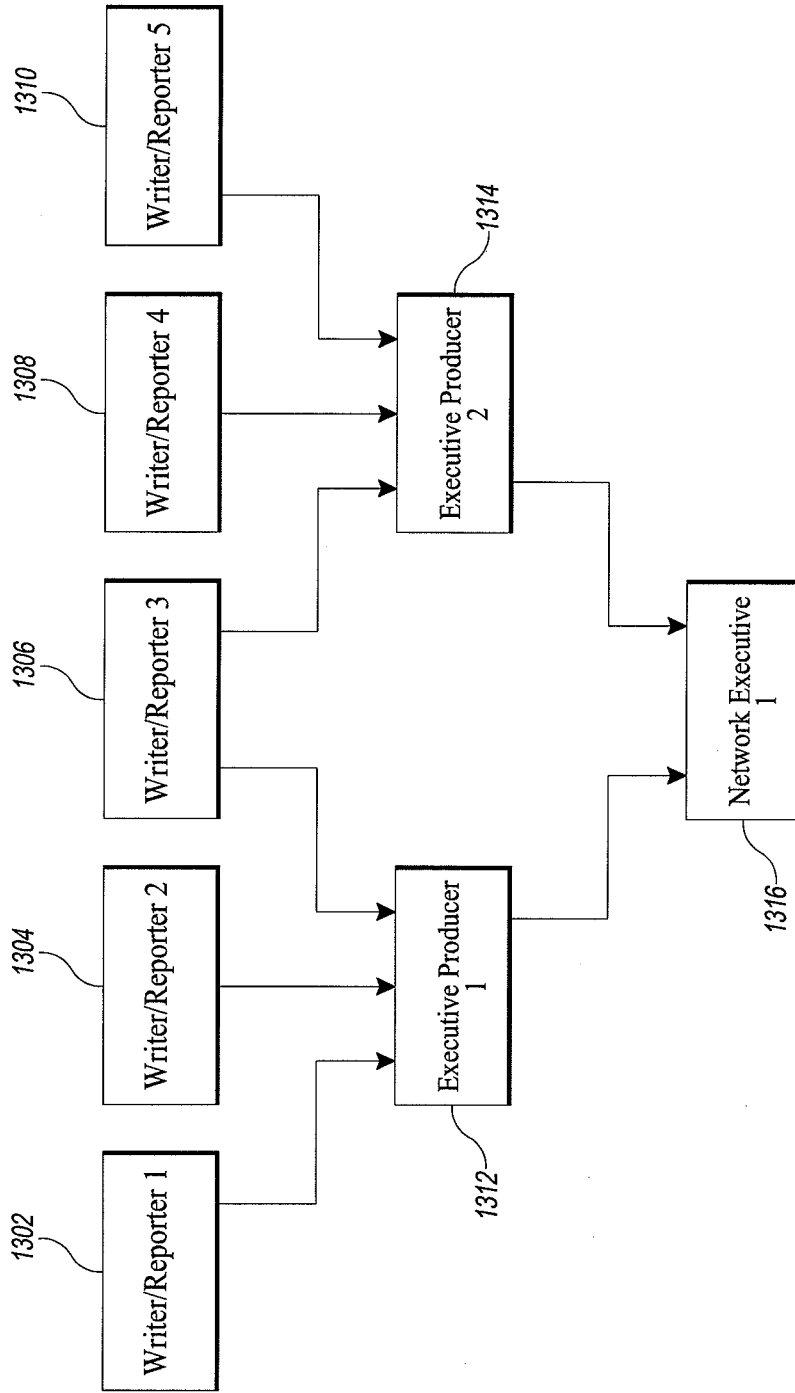 1302
1304
1306
1308
1310
Writer/Reporter 1
Writer/Reporter 2
Writer/Reporter 3
Writer/Reporter 4
Writer/Reporter 5
1312
Executive Producer
1
Executive Producer
2
1314
1316
Network Executive
1